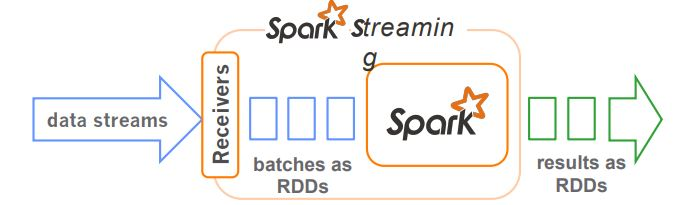 Spark Streamin
g
data streams
Receivers
batches as
RDDs
Spark
results as
RDDs